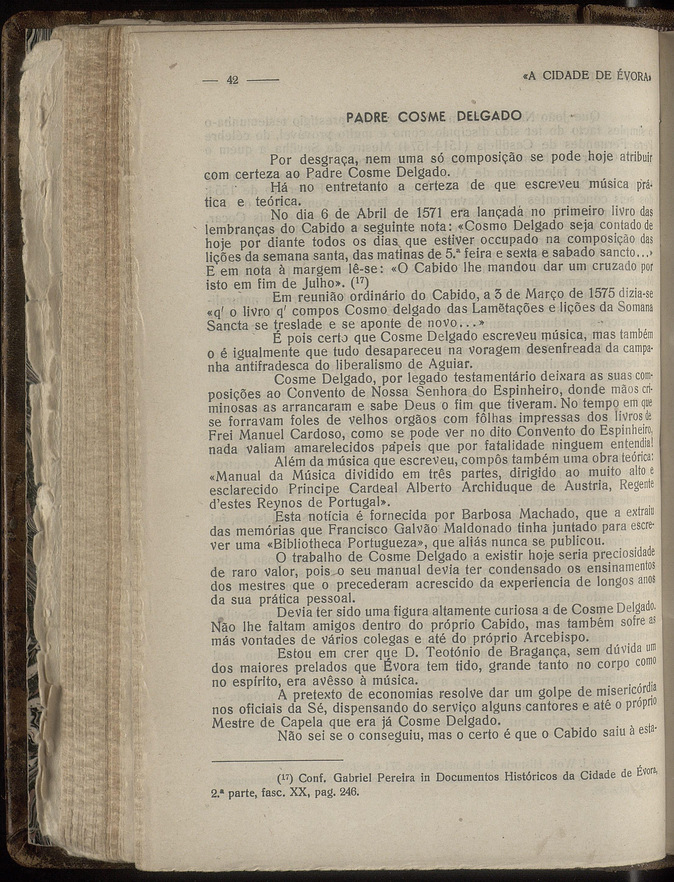 — 42 —
«A CIDADE DE ÉVORA»
PADRE COSME DELGADO
Por desgraça, nem uma só composição se pode hoje atribuir
com certeza ao Padre Cosme Delgado.
Há no entretanto a certeza de que escreveu música prá-
tica e teórica.
No dia 6 de Abril de 1571 era lançada no primeiro livro das
lembranças do Cabido a seguinte nota: «Cosmo Delgado seja contado de
hoje por diante todos os dias que estiver occupado na composição das
lições da semana santa, das matinas de 5.ª feira e sexta e sabado sancto...»
E em nota à margem lê-se: «O Cabido lhe mandou dar um cruzado por
isto em fim de Julho». (17)
Em reunião ordinário do Cabido, a 3 de Março de 1575 dizia-se
«q' o livro q' compos Cosmo delgado das Lamẽtações e lições da Somana
Sancta se treslade e se aponte de novo...»
É pois certo que Cosme Delgado escreveu música, mas também
o é igualmente que tudo desapareceu na voragem desenfreada da campa-
nha antifradesca do liberalismo de Aguiar.
Cosme Delgado, por legado testamentário deixara as suas com-
posições ao Convento de Nossa Senhora do Espinheiro, donde mãos cri-
minosas as arrancaram e sabe Deus o fim que tiveram. No tempo em que
se forravam foles de velhos orgãos com fôlhas impressas dos livros de
Frei Manuel Cardoso, como se pode ver no dito Convento do Espinheiro,
nada valiam amarelecidos papeis que por fatalidade ninguem entendia!
Além da música que escreveu, compôs também uma obra teórica:
«Manual da Música dividido em três partes, dirigido ao muito alto e
esclarecido Principe Cardeal Alberto Archiduque de Austria, Regente
d'estes Reynos de Portugal».
Esta notícia é fornecida por Barbosa Machado, que a extraiu
das memórias que Francisco Galvão Maldonado tinha juntado para escre-
ver uma «Bibliotheca Portugueza», que aliás nunca se publicou.
O trabalho de Cosme Delgado a existir hoje seria preciosidade
de raro valor, pois o seu manual devia ter condensado os ensinamentos
dos mestres que o precederam acrescido da experiencia de longos anos
da sua prática pessoal.
Devia ter sido uma figura altamente curiosa a de Cosme Delgado.
Não lhe faltam amigos dentro do próprio Cabido, mas também sofre as
más vontades de vários colegas e até do próprio Arcebispo.
Estou em crer que D. Teotónio de Bragança, sem dúvida um
dos maiores prelados que Évora tem tido, grande tanto no corpo como
no espírito, era avêsso à música.
A pretexto de economias resolve dar um golpe de misericórdia
nos oficiais da Sé, dispensando do serviço alguns cantores e até o próprio
Mestre de Capela que era já Cosme Delgado.
Não sei se o conseguiu, mas o certo é que o Cabido saiu à esta-
(17) Conf. Gabriel Pereira in Documentos Históricos da Cidade de Évora,
2.ª parte, fasc. XX, pag. 246.